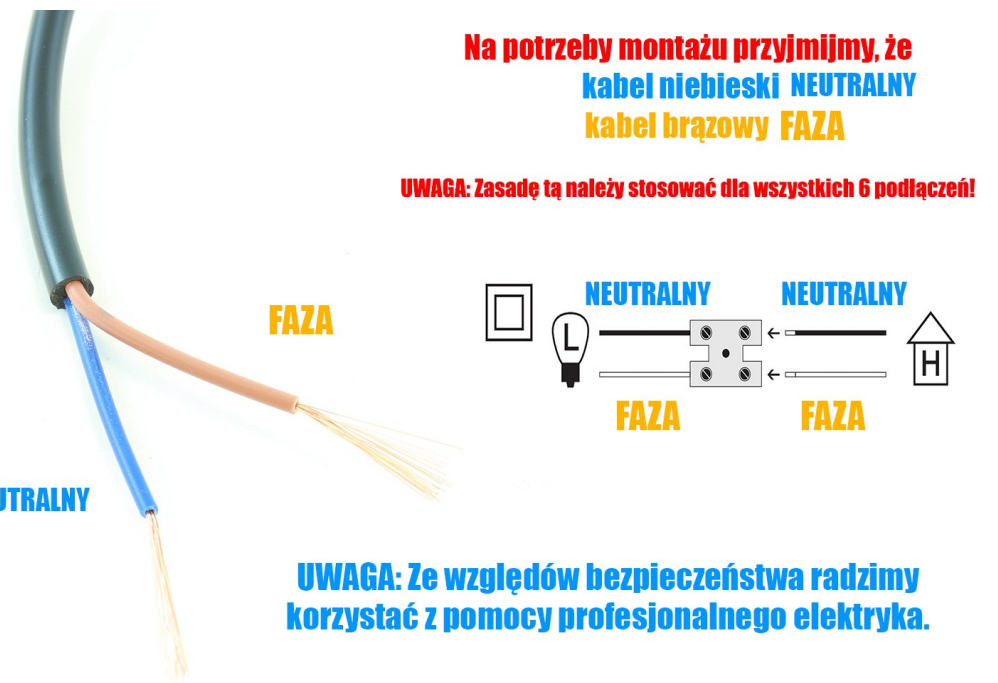 Na potrzeby montażu przyjmijmy, że
kabel niebieski NEUTRALNY
kabel brązowy FAZA
UWAGA: Zasadę tą należy stosować dla wszystkich 6 podłączeń!
NEUTRALNY NEUTRALNY
FAZA
L
H
FAZA FAZA
UTRALNY
UWAGA: Ze względów bezpieczeństwa radzimy
korzystać z pomocy profesjonalnego elektryka.